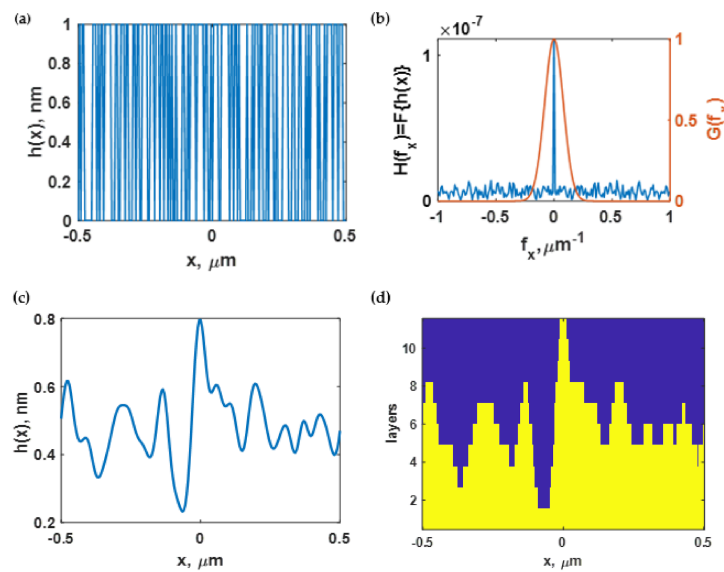 (a)
1
0.8
0.6
0.4
0.2
0
h(x), nm
-0.5 0 0.5
x, μm
(b)
×10⁻⁷
1
0
H(fₓ)=F{h(x)}
1
0.5
0
-1 -0.5 0 0.5 1
fₓ,μm⁻¹
(c)
0.8
0.6
0.4
0.2
h(x), nm
-0.5 0 0.5
x, μm
(d)
10
8
6
4
2
layers
-0.5 0 0.5
x, μm